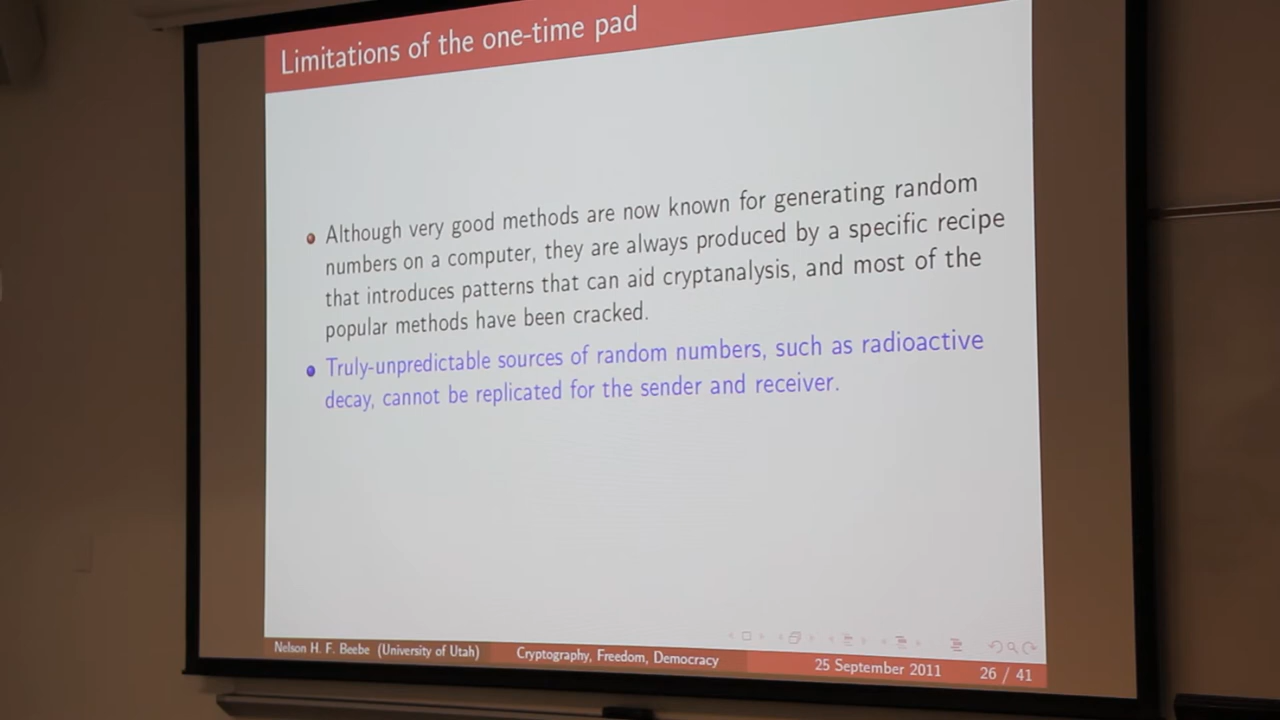 Limitations of the one-time pad
Although very good methods are now known for generating random
numbers on a computer, they are always produced by a specific recipe
that introduces patterns that can aid cryptanalysis, and most of the
popular methods have been cracked.
Truly-unpredictable sources of random numbers, such as radioactive
decay, cannot be replicated for the sender and receiver.
Nelson H. F. Beebe (University of Utah) Cryptography, Freedom, Democracy 25 September 2011 26 / 41